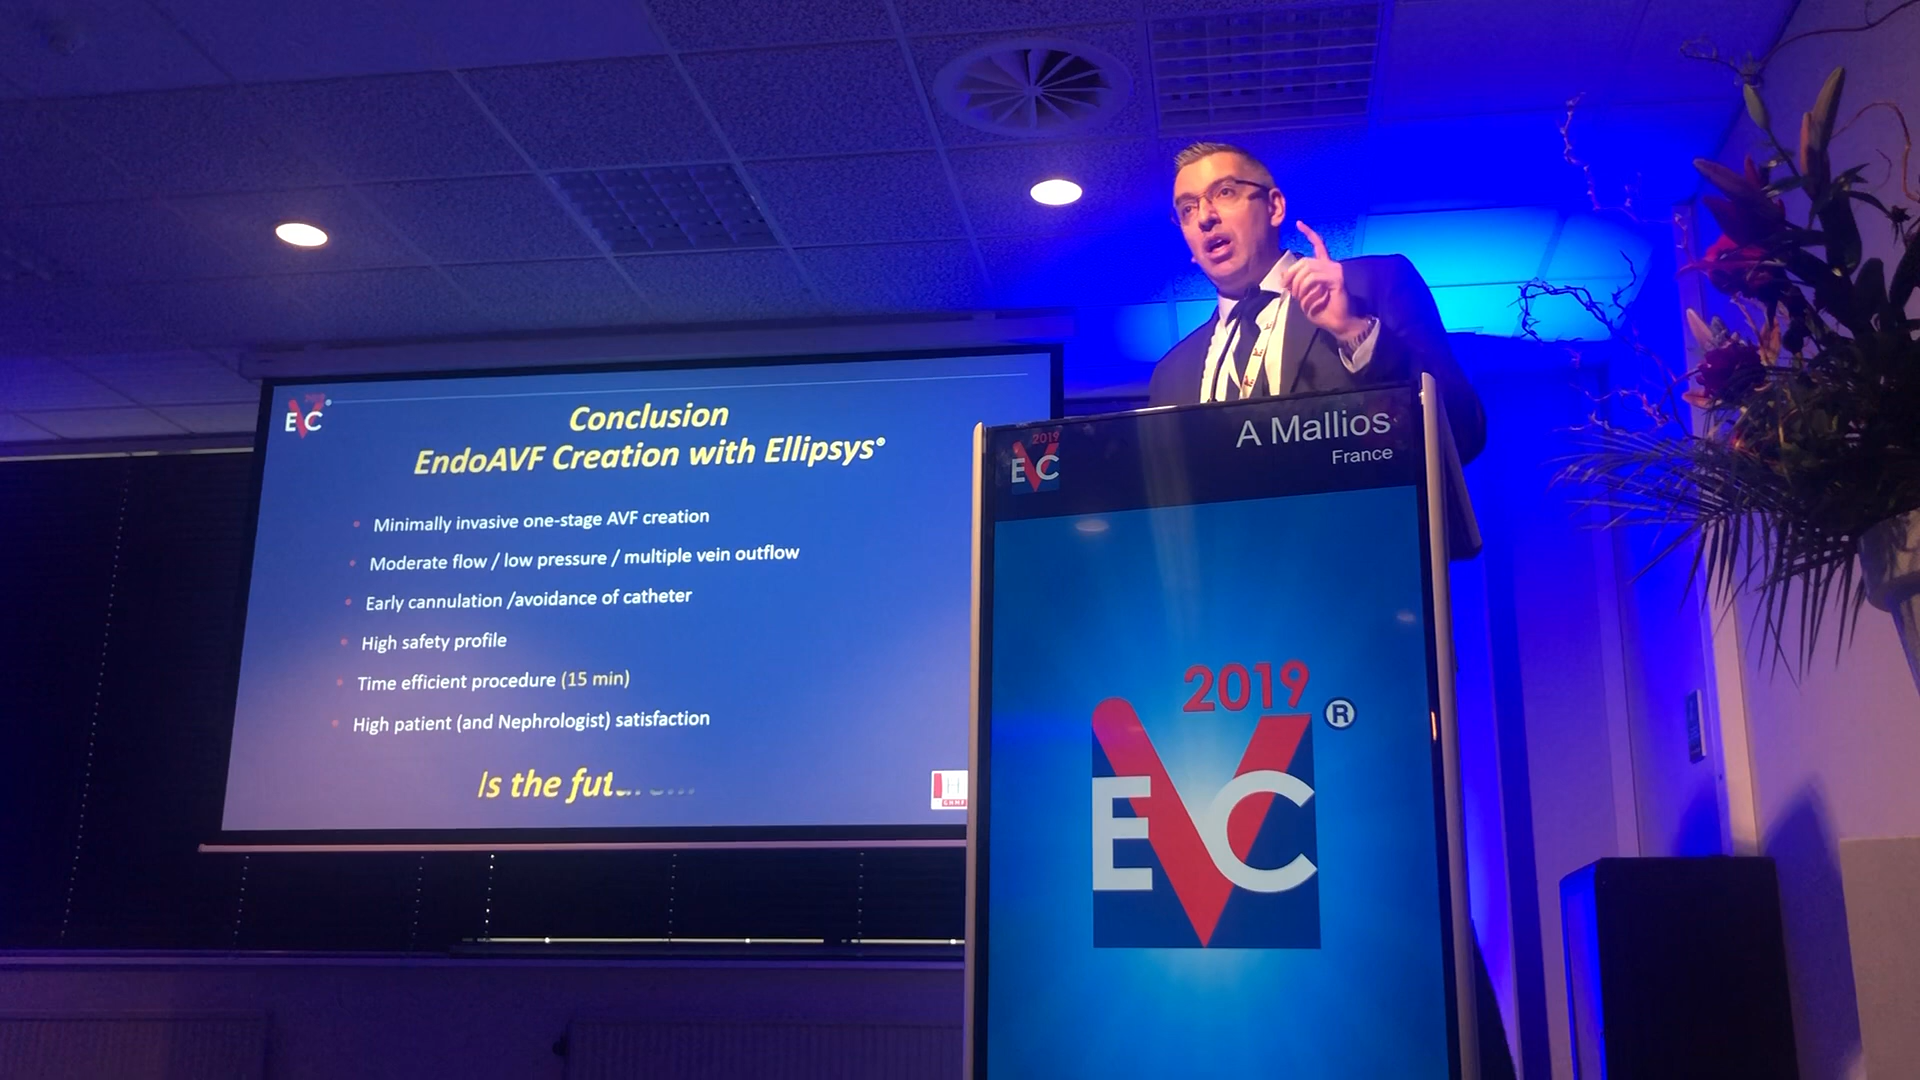 2019
EVC
Conclusion
EndoAVF Creation with Ellipsys®
Minimally invasive one-stage AVF creation
Moderate flow / low pressure / multiple vein outflow
Early cannulation /avoidance of catheter
High safety profile
Time efficient procedure (15 min)
High patient (and Nephrologist) satisfaction
Is the
H
A Mallios
France
2019
EVC
2019
EVC®